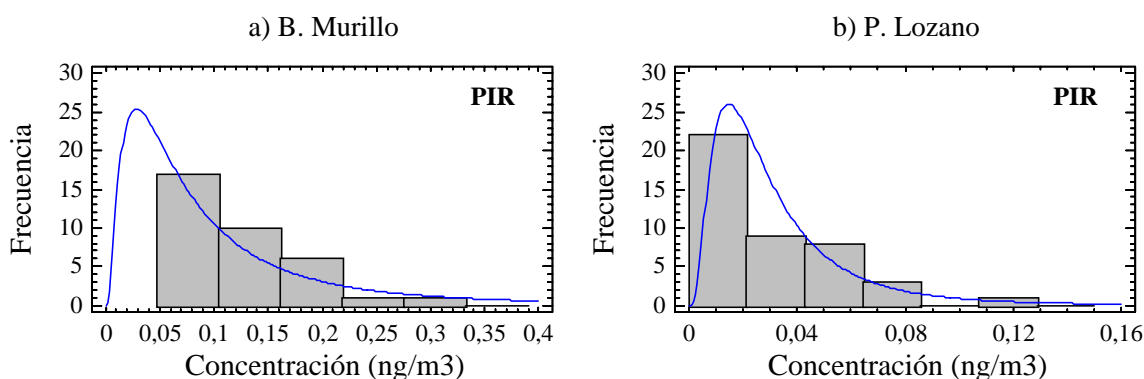 a) B. Murillo
PIR
Frecuencia
30
25
20
15
10
5
0
0 0,05 0,1 0,15 0,2 0,25 0,3 0,35 0,4
Concentración (ng/m3)
b) P. Lozano
PIR
Frecuencia
30
25
20
15
10
5
0
0 0,04 0,08 0,12 0,16
Concentración (ng/m3)